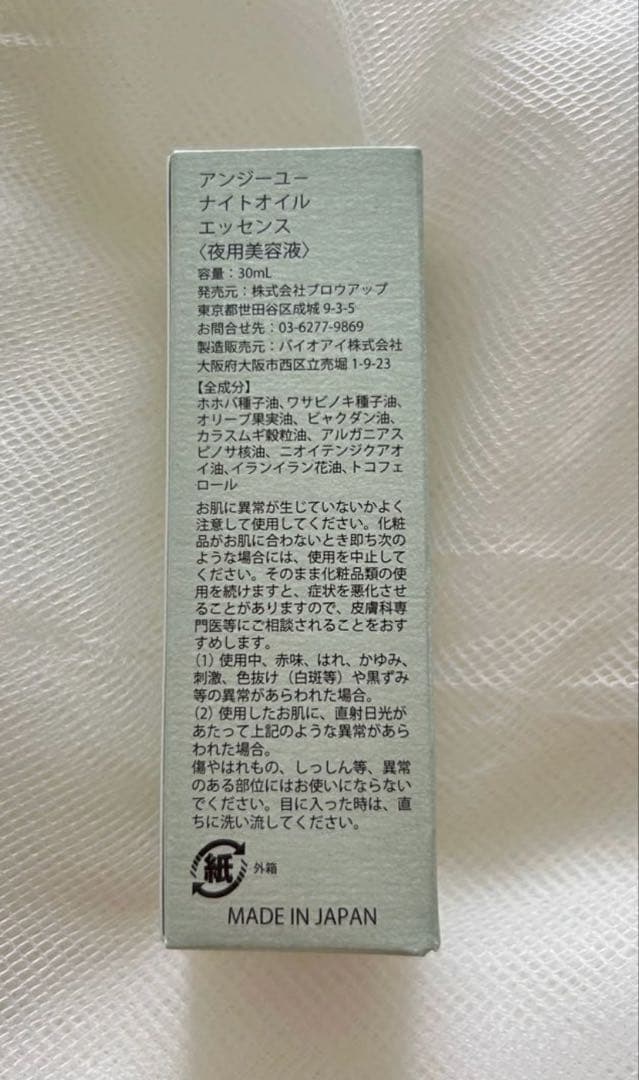 アンジーユー
ナイトオイル
エッセンス
〈夜用美容液〉
容量：30mL
発売元：株式会社ブロウアップ
東京都世田谷区成城 9-3-5
お問合せ先：03-6277-9869
製造販売元：バイオアイ株式会社
大阪府大阪市西区立売堀 1-9-23
【全成分】
ホホバ種子油、ワサビノキ種子油、
オリーブ果実油、ビャクダン油、
カラスムギ穀粒油、アルガニアス
ピノサ核油、ニオイテンジクアオ
イ油、イランイラン花油、トコフェ
ロール
お肌に異常が生じていないかよく
注意して使用してください。化粧
品がお肌に合わないとき即ち次の
ような場合には、使用を中止して
ください。そのまま化粧品類の使
用を続けますと、症状を悪化させ
ることがありますので、皮膚科専
門医等にご相談されることをおす
すめします。
（1）使用中、赤味、はれ、かゆみ、
刺激、色抜け（白斑等）や黒ずみ
等の異常があらわれた場合。
（2）使用したお肌に、直射日光が
あたって上記のような異常があら
われた場合。
傷やはれもの、しっしん等、異常
のある部位にはお使いにならない
でください。目に入った時は、直
ちに洗い流してください。
紙 外箱
MADE IN JAPAN